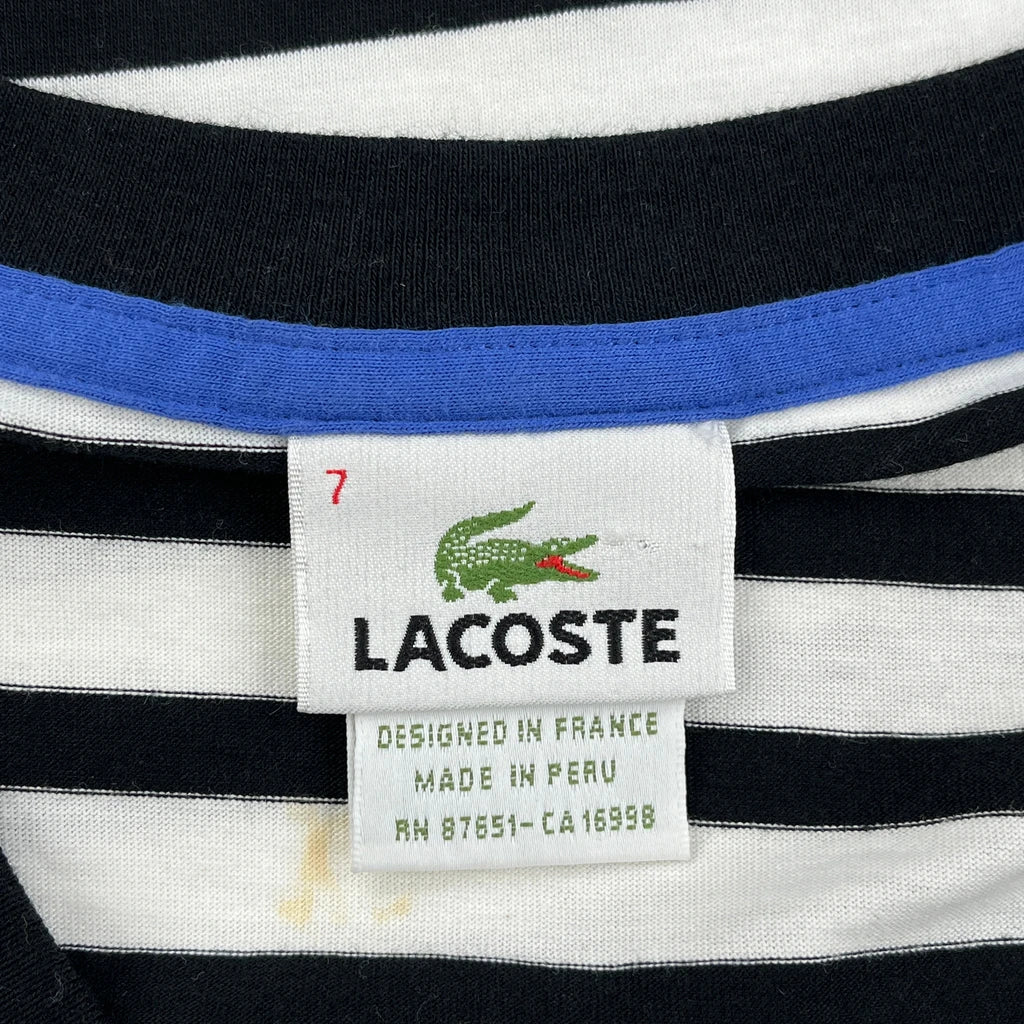 7
LACOSTE
DESIGNED IN FRANCE
MADE IN PERU
RN 87651-CA 16998